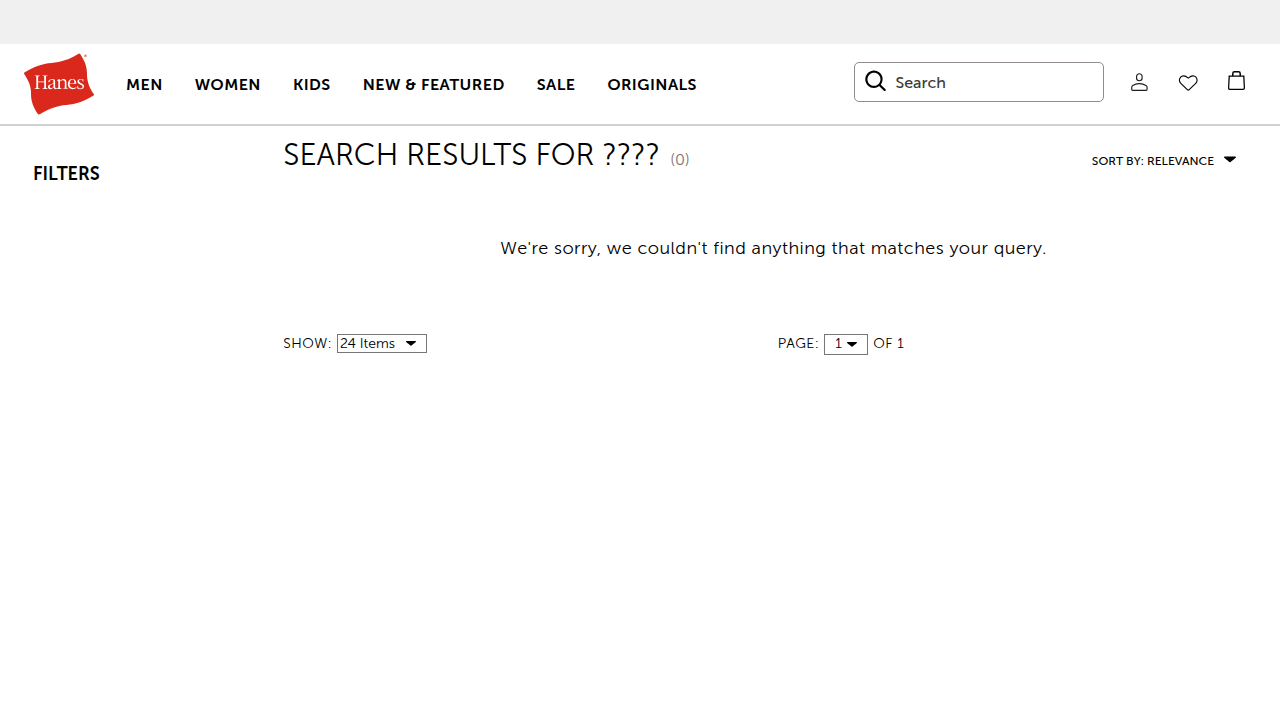 Hanes
MEN WOMEN KIDS NEW & FEATURED SALE ORIGINALS
Search
FILTERS
SEARCH RESULTS FOR ???? (0)
SORT BY: RELEVANCE
We're sorry, we couldn't find anything that matches your query.
SHOW: 24 Items
PAGE: 1 OF 1